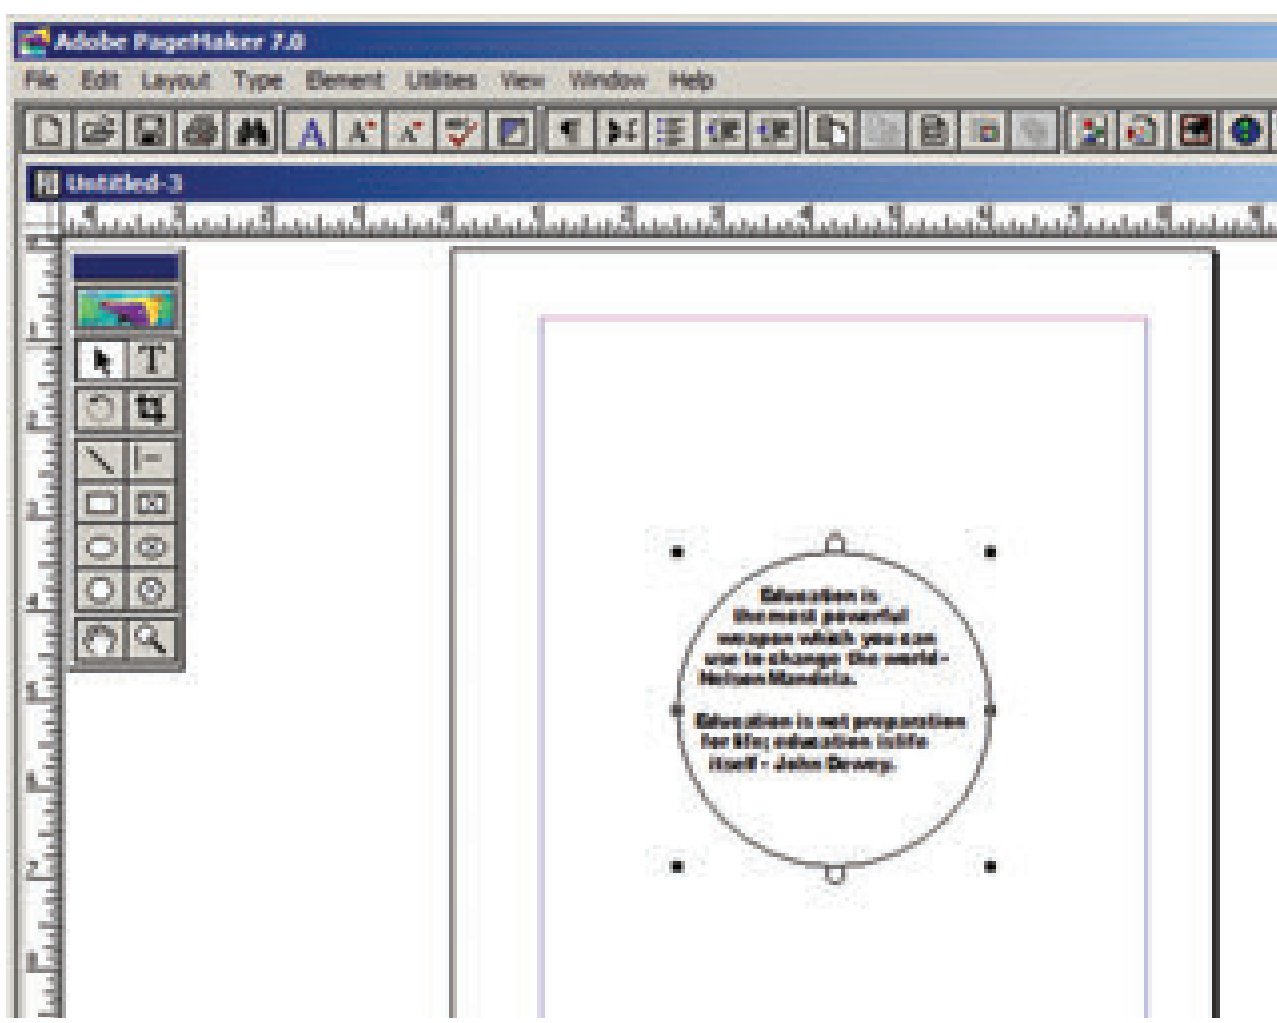 Adobe PageMaker 7.0
File Edit Layout Type Element Utilities View Window Help
Untitled-3
Education is
the most powerful
weapon which you can
use to change the world -
Nelson Mandela.
Education is not preparation
for life; education is life
itself - John Dewey.